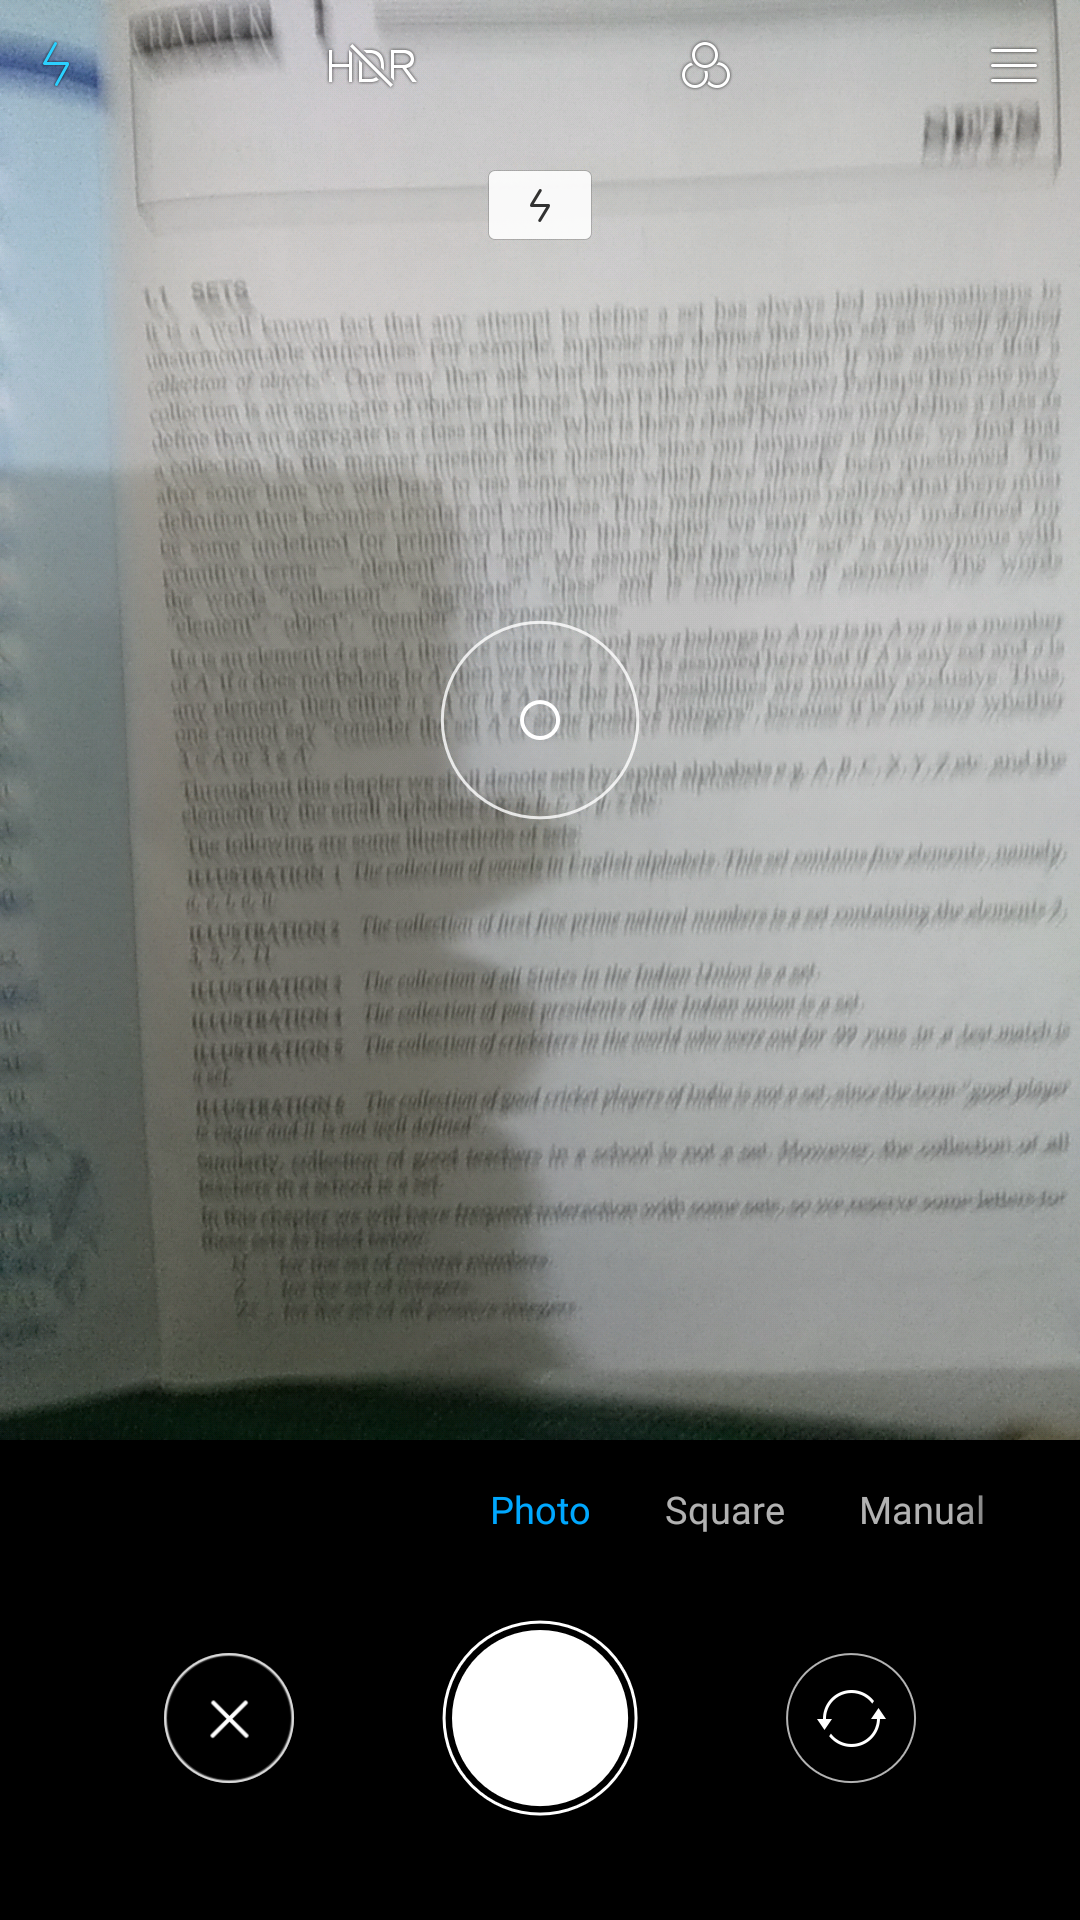 CHAPTER 1
HDR
SETS
1.1 SETS
It is a well known fact that any attempt to define a set has always led mathematicians to
unsurmountable difficulties. For example, suppose one defines the term set as "a well defined
collection of objects". One may then ask what is meant by a collection. If one answers that a
collection is an aggregate of objects or things. What is then an aggregate? Perhaps then one may
define that an aggregate is a class of things. What is then a class? Now one may define a class as
a collection. In this manner question after question, since our language is finite, we find that
after some time we will have to use some words which have already been questioned. The
definition thus becomes circular and worthless. Thus, mathematicians realized that there must
be some undefined (or primitive) terms. In this chapter, we start with two undefined (or
primitive) terms — "element" and "set". We assume that the word "set" is synonymous with
the words "collection", "aggregate", "class" and is comprised of elements. The words
"element", "object", "member" are synonymous.
If a is an element of a set A, then we write a ∈ A and say a belongs to A or a is in A or a is a member
of A. If a does not belong to A, then we write a ∉ A. It is assumed here that if A is any set and a is
any element, then either a ∈ A or a ∉ A and the two possibilities are mutually exclusive. Thus,
one cannot say "consider the set A of some positive integers", because it is not sure whether
3 ∈ A or 3 ∉ A.
Throughout this chapter we shall denote sets by capital alphabets e.g. A, B, C, X, Y, Z etc. and the
elements by the small alphabets
The following are some illustrations of sets:
ILLUSTRATION 1 The collection of vowels in English alphabets. This set contains five elements, namely,
a, e, i, o, u.
ILLUSTRATION 2 The collection of first five prime natural numbers is a set containing the elements 2,
3, 5, 7, 11.
ILLUSTRATION 3 The collection of all States in the Indian Union is a set.
ILLUSTRATION 4 The collection of past presidents of the Indian union is a set.
ILLUSTRATION 5 The collection of cricketers in the world who were out for 99 runs in a test match is
a set.
ILLUSTRATION 6 The collection of good cricket players of India is not a set, since the term "good player
is vague and it is not well defined".
Similarly, collection of good teachers in a school is not a set. However, the collection of all
teachers in a school is a set.
In this chapter we will have frequent interaction with some sets, so we reserve some letters for
these sets as listed below:
N : for the set of natural numbers.
Z : for the set of integers.
Z+ : for the set of all positive integers.
Photo Square Manual